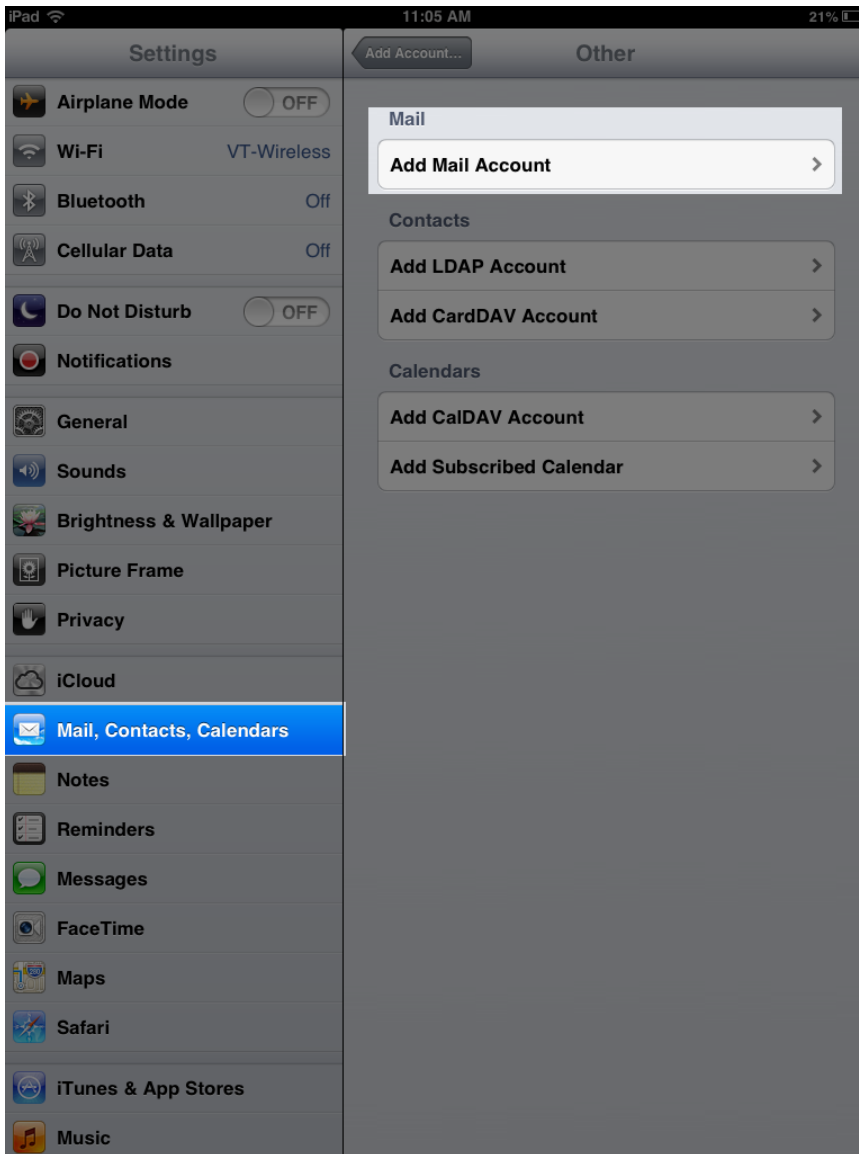 iPad 11:05 AM 21%
Settings
Add Account... Other
Airplane Mode OFF
Wi-Fi VT-Wireless
Bluetooth Off
Cellular Data Off
Do Not Disturb OFF
Notifications
General
Sounds
Brightness & Wallpaper
Picture Frame
Privacy
iCloud
Mail, Contacts, Calendars
Notes
Reminders
Messages
FaceTime
Maps
Safari
iTunes & App Stores
Music
Mail
Add Mail Account
Contacts
Add LDAP Account
Add CardDAV Account
Calendars
Add CalDAV Account
Add Subscribed Calendar